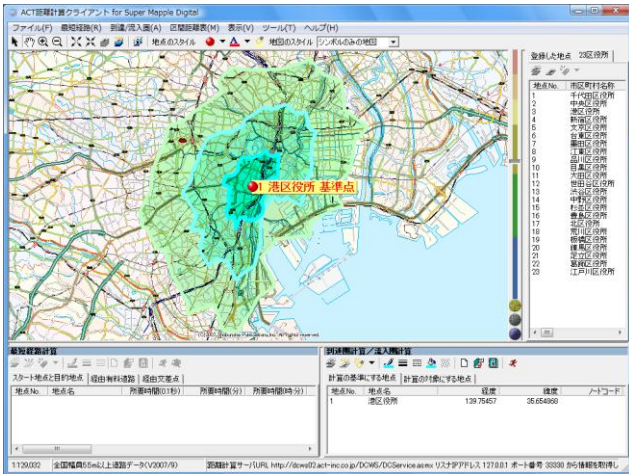 ACT距離計算クライアント for Super Mapple Digital
ファイル(F) 最短経路(R) 到達/流入圏(A) 区間距離表(M) 表示(V) ツール(T) ヘルプ(H)
地点のスタイル 地図のスタイル シンボルのみの地図
登録した地点 23区役所
地点No. 市区町村名称
1 千代田区役所
2 中央区役所
3 港区役所
4 新宿区役所
5 文京区役所
6 台東区役所
7 墨田区役所
8 江東区役所
9 品川区役所
10 目黒区役所
11 大田区役所
12 世田谷区役所
13 渋谷区役所
14 中野区役所
15 杉並区役所
16 豊島区役所
17 北区役所
18 荒川区役所
19 板橋区役所
20 練馬区役所
21 足立区役所
22 葛飾区役所
23 江戸川区役所
1 港区役所 基準点
最短経路計算
スタート地点と目的地点 経由有料道路 経由交差点
地点No. 地点名 所要時間(0.1秒) 所要時間(分) 所要時間(時:分)
到達圏計算/流入圏計算
計算の基準にする地点 計算の対象にする地点
地点No. 地点名 経度 緯度 ノードコード
1 港区役所 139.75457 35.654868
1:129,032 全国幅員5.5m以上道路データ(V2007/9) 距離計算サーバURL http://dcws02.act-inc.co.jp/DCWS/DCService.asmx リスナIPアドレス 127.0.0.1 ポート番号 33330 から情報を取得し